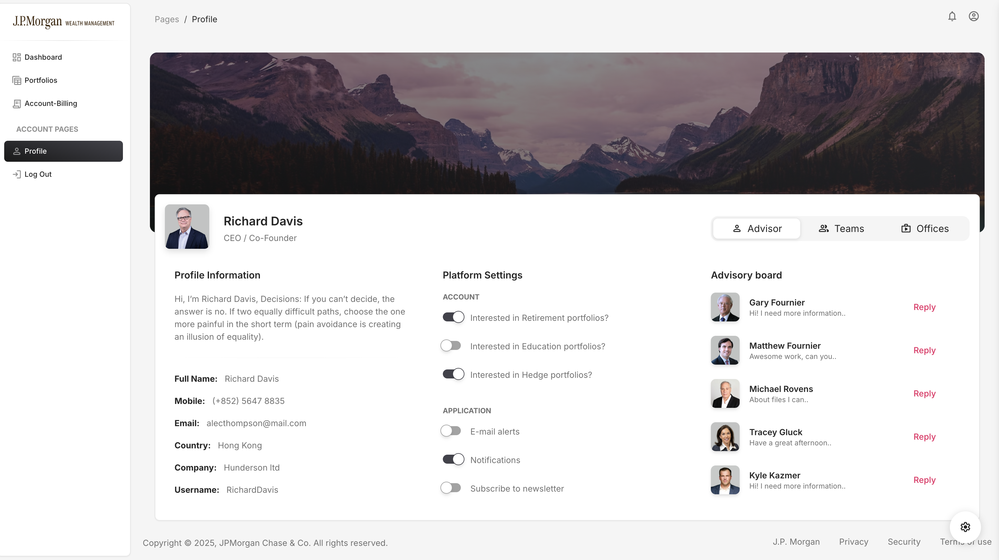 J.P.Morgan WEALTH MANAGEMENT
Dashboard
Portfolios
Account-Billing
ACCOUNT PAGES
Profile
Log Out
Pages / Profile
Richard Davis
CEO / Co-Founder
Advisor
Teams
Offices
Profile Information
Hi, I’m Richard Davis, Decisions: If you can’t decide, the
answer is no. If two equally difficult paths, choose the one
more painful in the short term (pain avoidance is creating
an illusion of equality).
Full Name: Richard Davis
Mobile: (+852) 5647 8835
Email: alecthompson@mail.com
Country: Hong Kong
Company: Hunderson ltd
Username: RichardDavis
Platform Settings
ACCOUNT
Interested in Retirement portfolios?
Interested in Education portfolios?
Interested in Hedge portfolios?
APPLICATION
E-mail alerts
Notifications
Subscribe to newsletter
Advisory board
Gary Fournier
Hi! I need more information..
Reply
Matthew Fournier
Awesome work, can you..
Reply
Michael Rovens
About files I can..
Reply
Tracey Gluck
Have a great afternoon..
Reply
Kyle Kazmer
Hi! I need more information..
Reply
Copyright © 2025, JPMorgan Chase & Co. All rights reserved.
J.P. Morgan
Privacy
Security
Terms of use